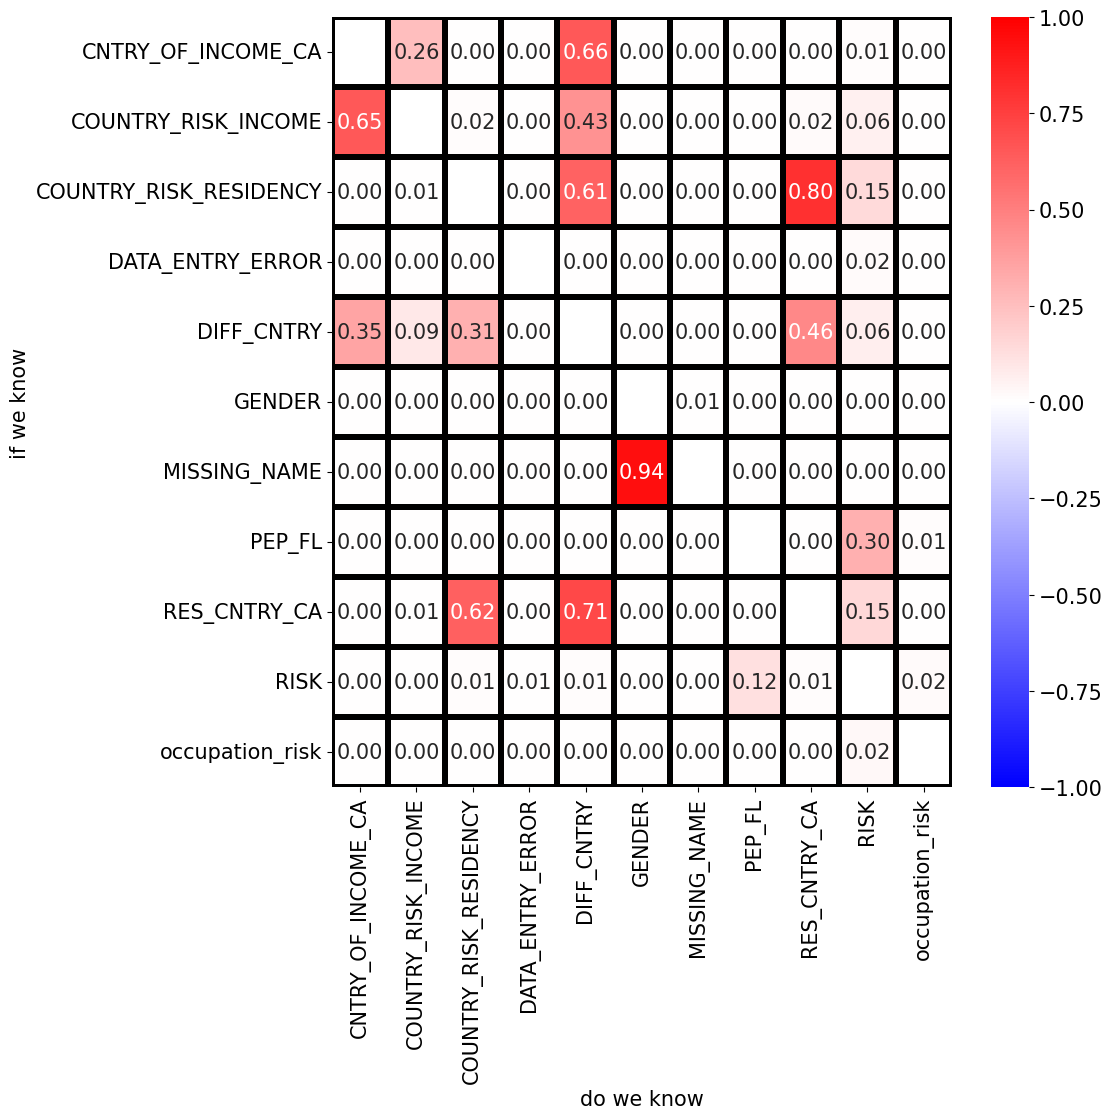 CNTRY_OF_INCOME_CA 0.26 0.00 0.00 0.66 0.00 0.00 0.00 0.00 0.01 0.00
COUNTRY_RISK_INCOME 0.65 0.02 0.00 0.43 0.00 0.00 0.00 0.02 0.06 0.00
COUNTRY_RISK_RESIDENCY 0.00 0.01 0.00 0.61 0.00 0.00 0.00 0.80 0.15 0.00
DATA_ENTRY_ERROR 0.00 0.00 0.00 0.00 0.00 0.00 0.00 0.00 0.02 0.00
DIFF_CNTRY 0.35 0.09 0.31 0.00 0.00 0.00 0.00 0.46 0.06 0.00
GENDER 0.00 0.00 0.00 0.00 0.00 0.01 0.00 0.00 0.00 0.00
MISSING_NAME 0.00 0.00 0.00 0.00 0.00 0.94 0.00 0.00 0.00 0.00
PEP_FL 0.00 0.00 0.00 0.00 0.00 0.00 0.00 0.00 0.30 0.01
RES_CNTRY_CA 0.00 0.01 0.62 0.00 0.71 0.00 0.00 0.00 0.15 0.00
RISK 0.00 0.00 0.01 0.01 0.01 0.00 0.00 0.12 0.01 0.02
occupation_risk 0.00 0.00 0.00 0.00 0.00 0.00 0.00 0.00 0.00 0.02
if we know
CNTRY_OF_INCOME_CA
COUNTRY_RISK_INCOME
COUNTRY_RISK_RESIDENCY
DATA_ENTRY_ERROR
DIFF_CNTRY
GENDER
MISSING_NAME
PEP_FL
RES_CNTRY_CA
RISK
occupation_risk
do we know
1.00
0.75
0.50
0.25
0.00
−0.25
−0.50
−0.75
−1.00